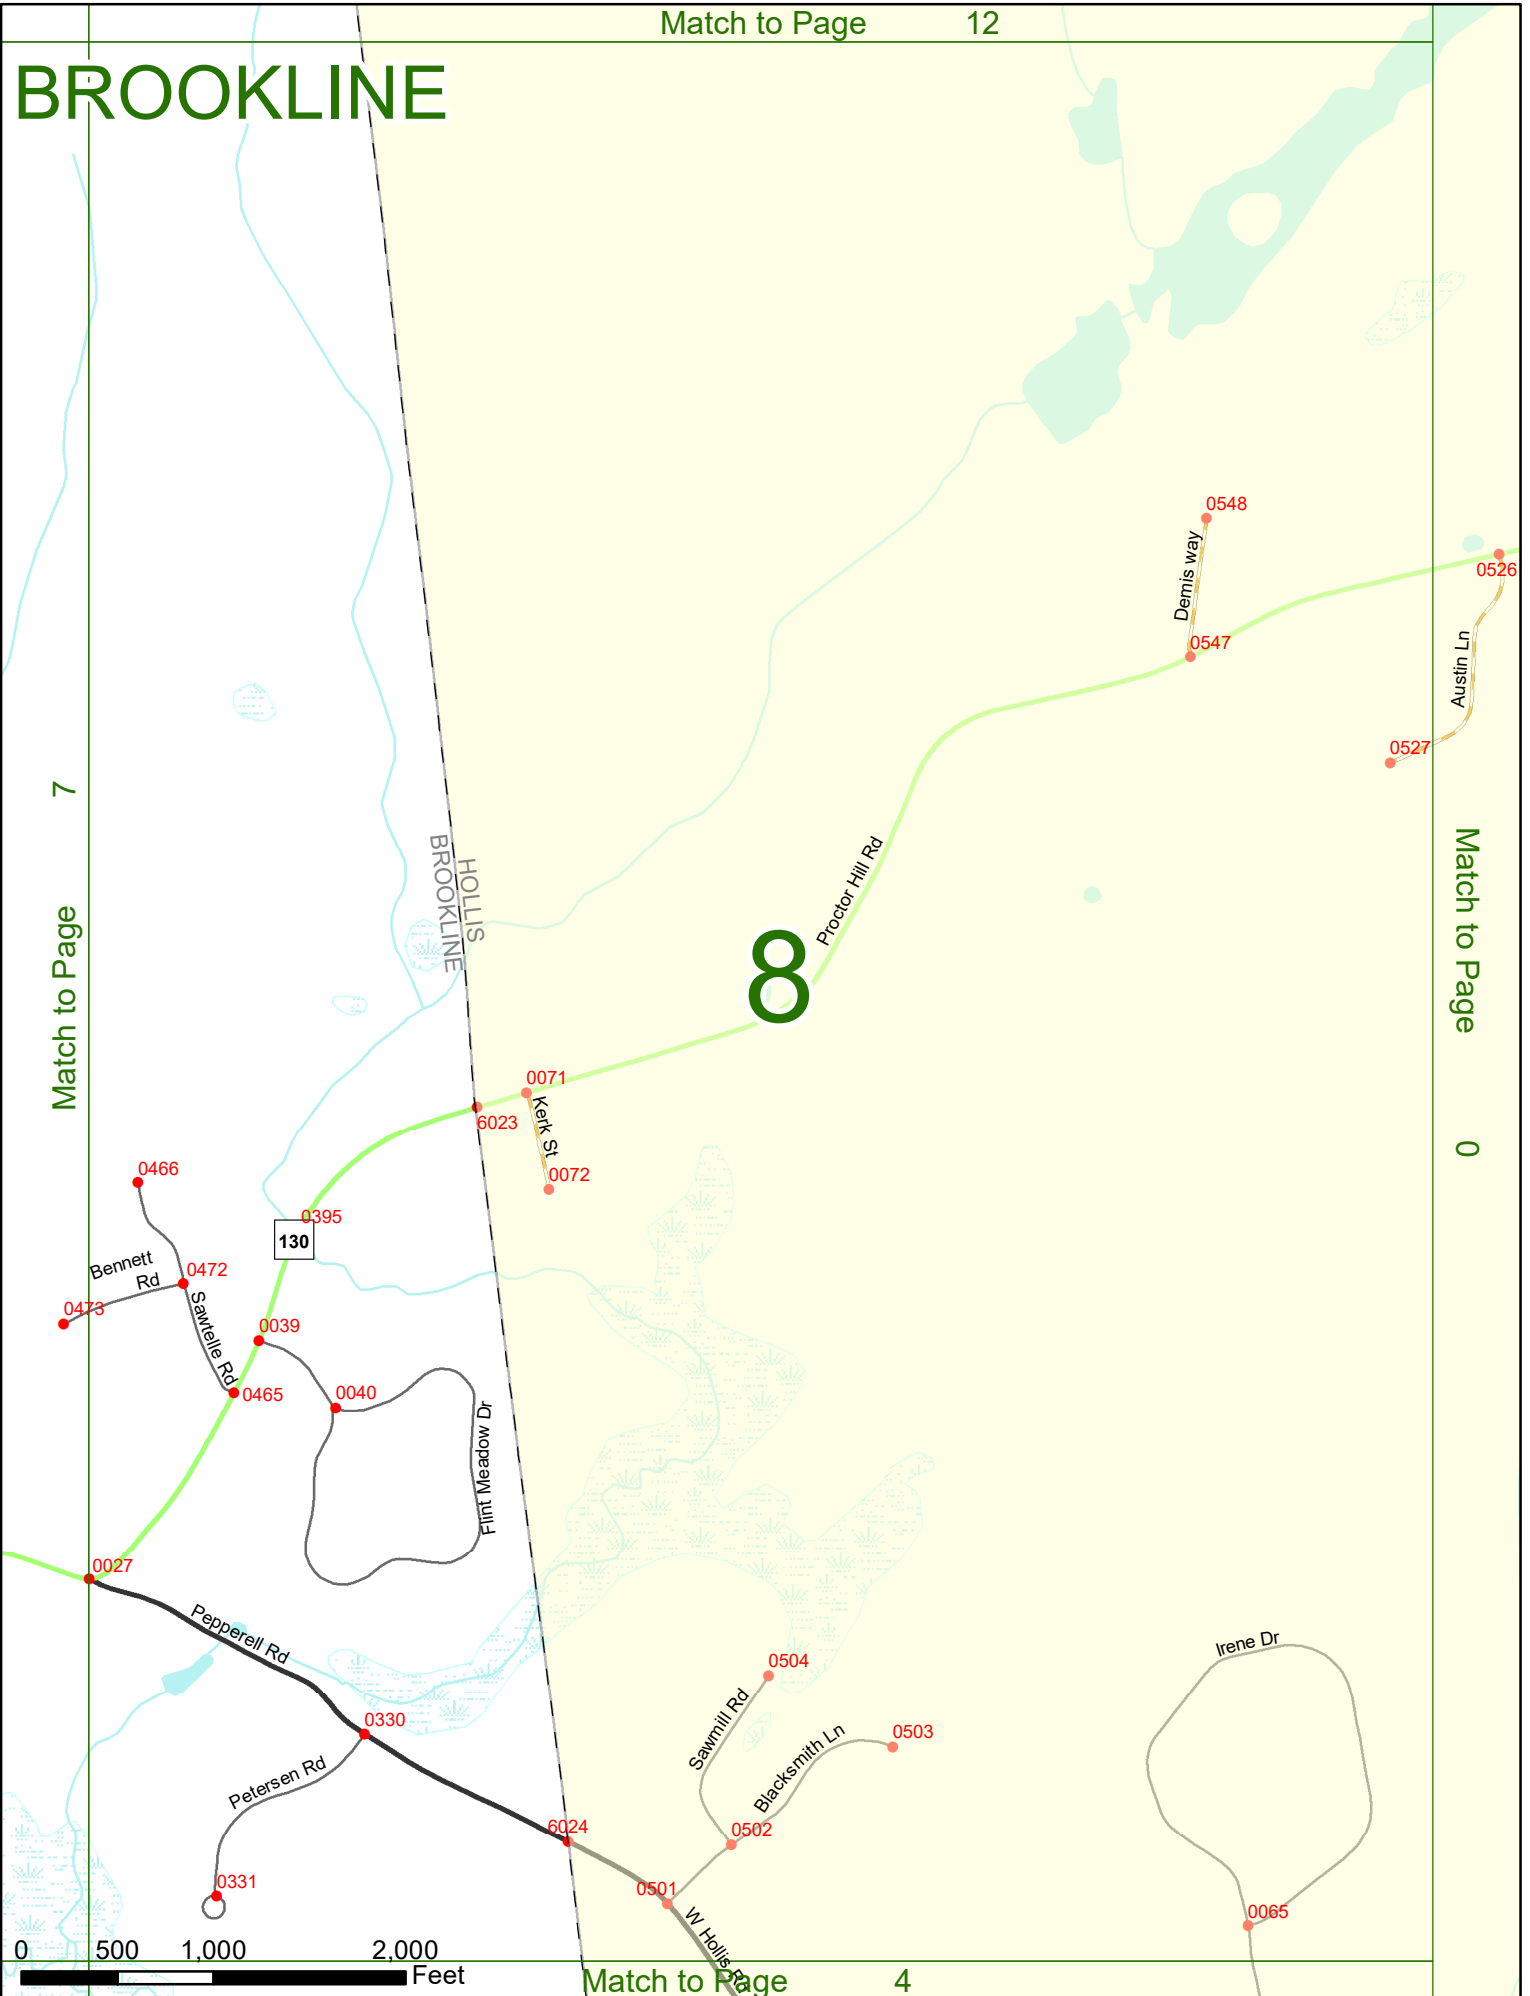 Match to Page 12
BROOKLINE
0548
Demis way
0526
0547
Austin Ln
0527
7
Match to Page
Match to Page
0
HOLLIS
BROOKLINE
Proctor Hill Rd
8
0071
6023
Kerk St
0072
0466
0395
130
Bennett
Rd
0472
0473
Sawtelle Rd
0039
0465
0040
Flint Meadow Dr
0027
Pepperell Rd
Irene Dr
0504
Sawmill Rd
0330
0503
Blacksmith Ln
Petersen Rd
6024
0502
0331
0501
W Hollis Rd
0065
0 500 1,000 2,000
Feet
Match to Page 4